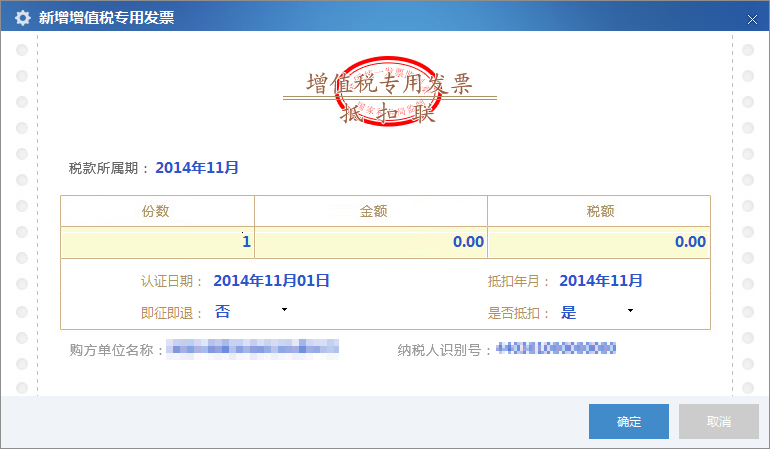 新增增值税专用发票
增值税专用发票
抵扣联
税款所属期： 2014年11月
份数 金额 税额
1 0.00 0.00
认证日期： 2014年11月01日 抵扣年月： 2014年11月
即征即退： 否 是否抵扣： 是
购方单位名称： 纳税人识别号：
确定 取消